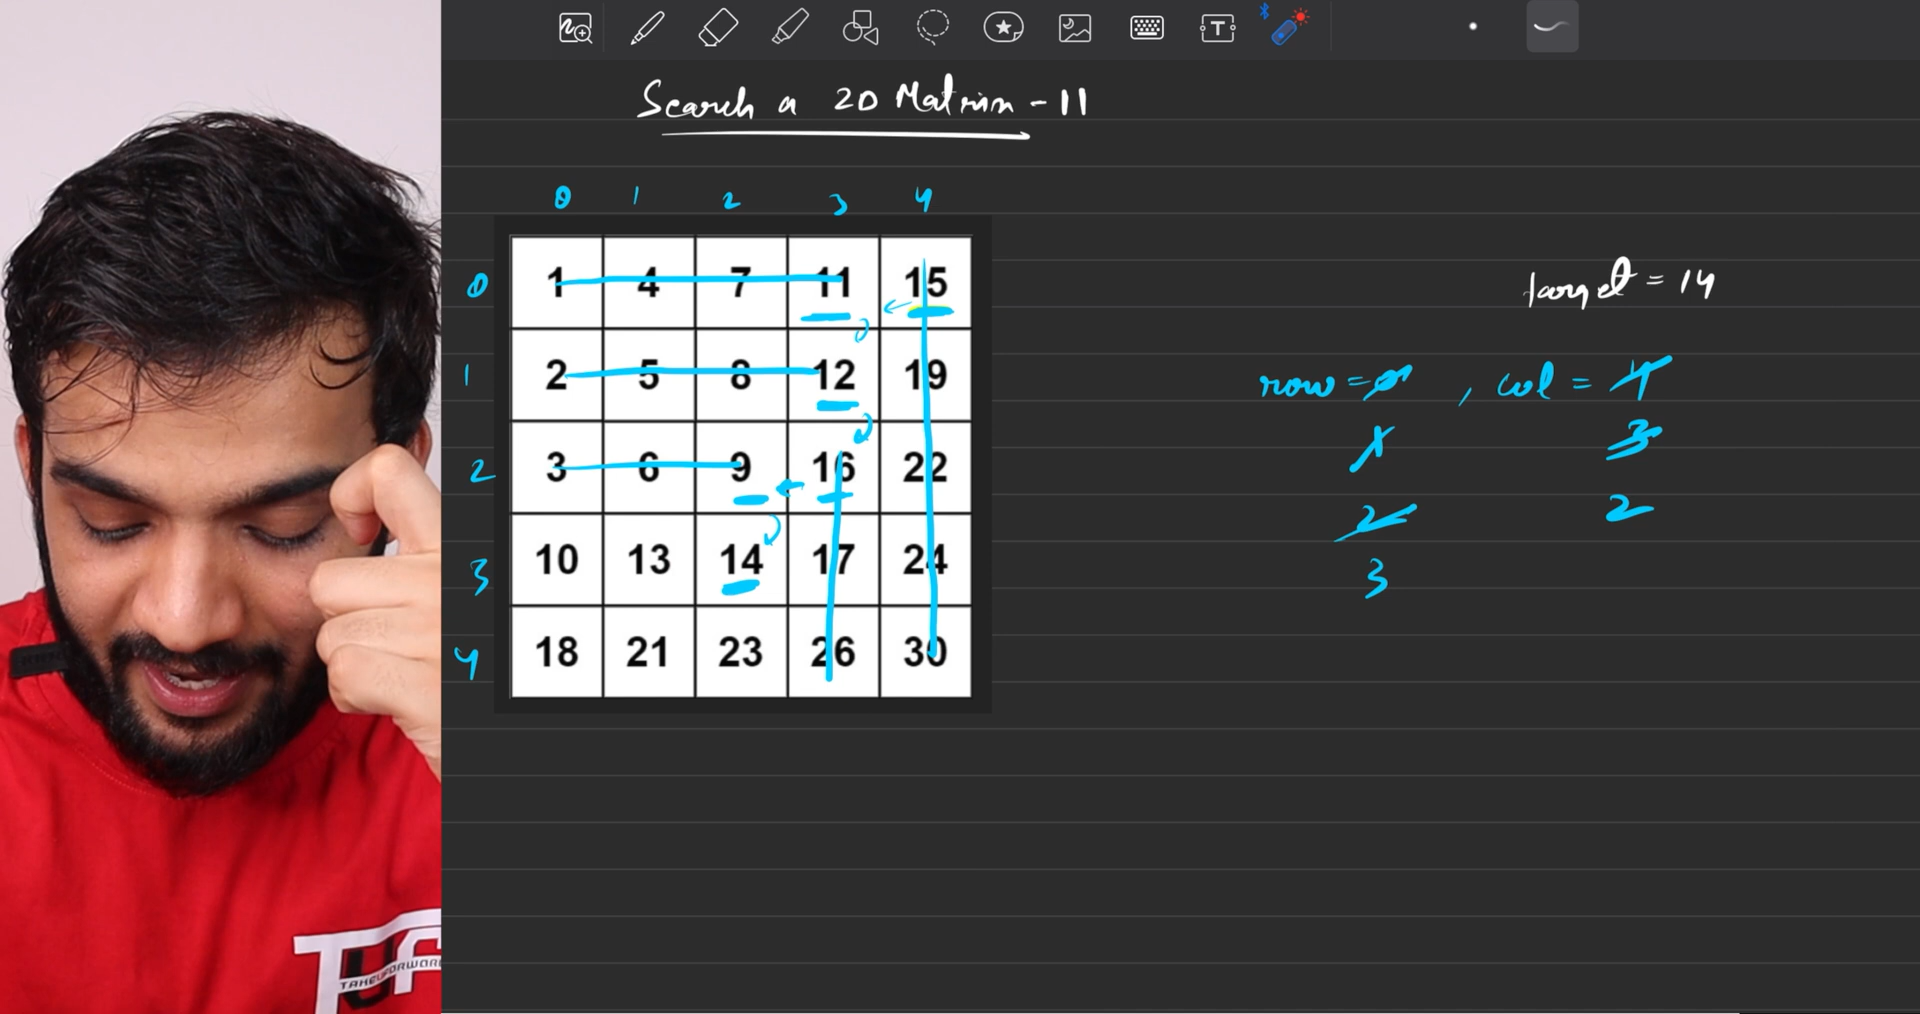 Search a 2D Matrix - II
0 1 2 3 4
0 1 4 7 11 15
1 2 5 8 12 19
2 3 6 9 16 22
3 10 13 14 17 24
4 18 21 23 26 30
target = 14
row = 0, col = 4
1 3
2 2
3
T
TUF
TAKEUFORWAR